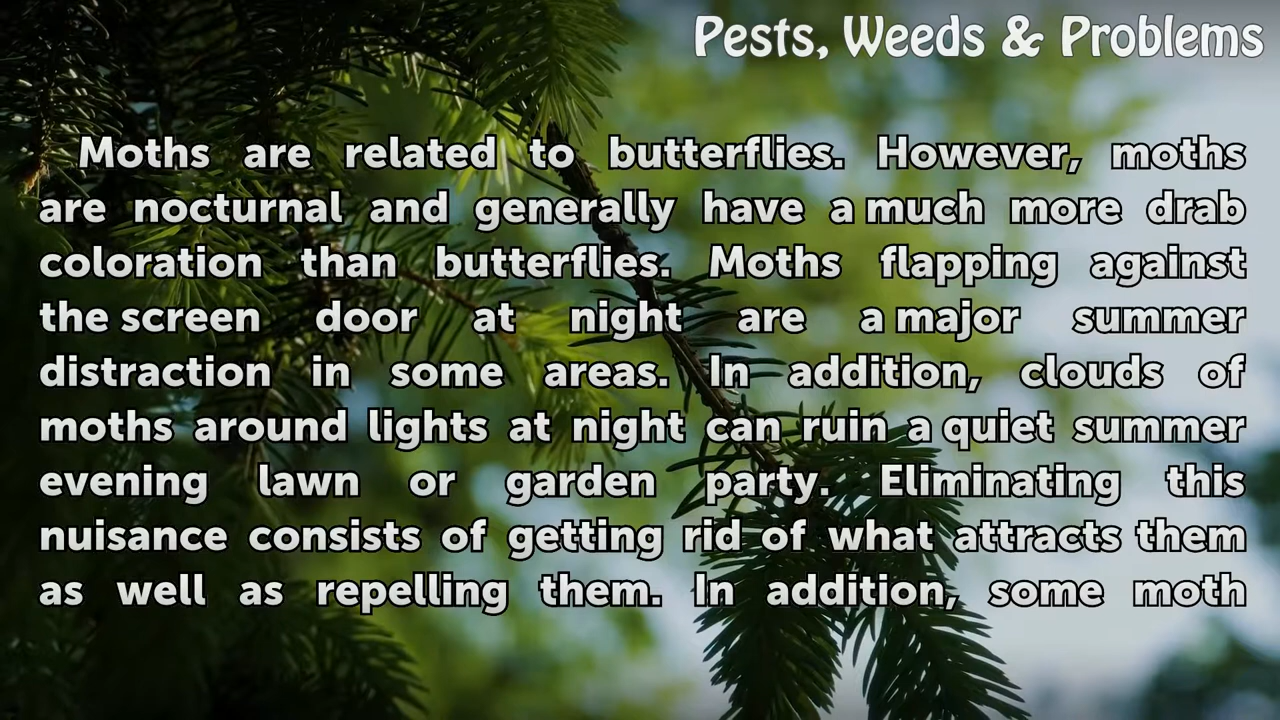 Pests, Weeds & Problems
Moths are related to butterflies. However, moths
are nocturnal and generally have a much more drab
coloration than butterflies. Moths flapping against
the screen door at night are a major summer
distraction in some areas. In addition, clouds of
moths around lights at night can ruin a quiet summer
evening lawn or garden party. Eliminating this
nuisance consists of getting rid of what attracts them
as well as repelling them. In addition, some moth